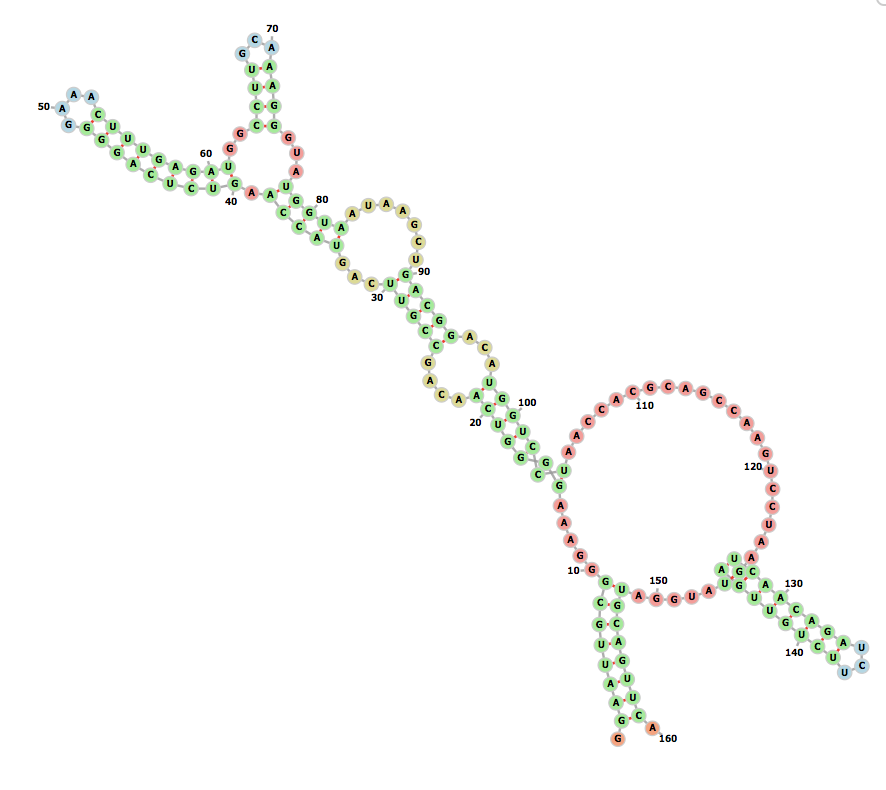 G G A A U U G C G G 10
G A A A G C G G U C 20
A A C A G C C G U U 30
C A G U A C C A A G 40
U C U C A G G G G A 50
A A C U U U G A G A 60
U G G C C U U G C A 70
A A G G G U A U G G 80
U A A U A A G C U G 90
A C G G A C A U G G 100
U C G U A A C C A C 110
G C A G C C A A G U 120
C C U A A G U C A A 130
C A G A U C U U C U 140
G U U G A U A U G G 150
A U G C A G U U C A 160